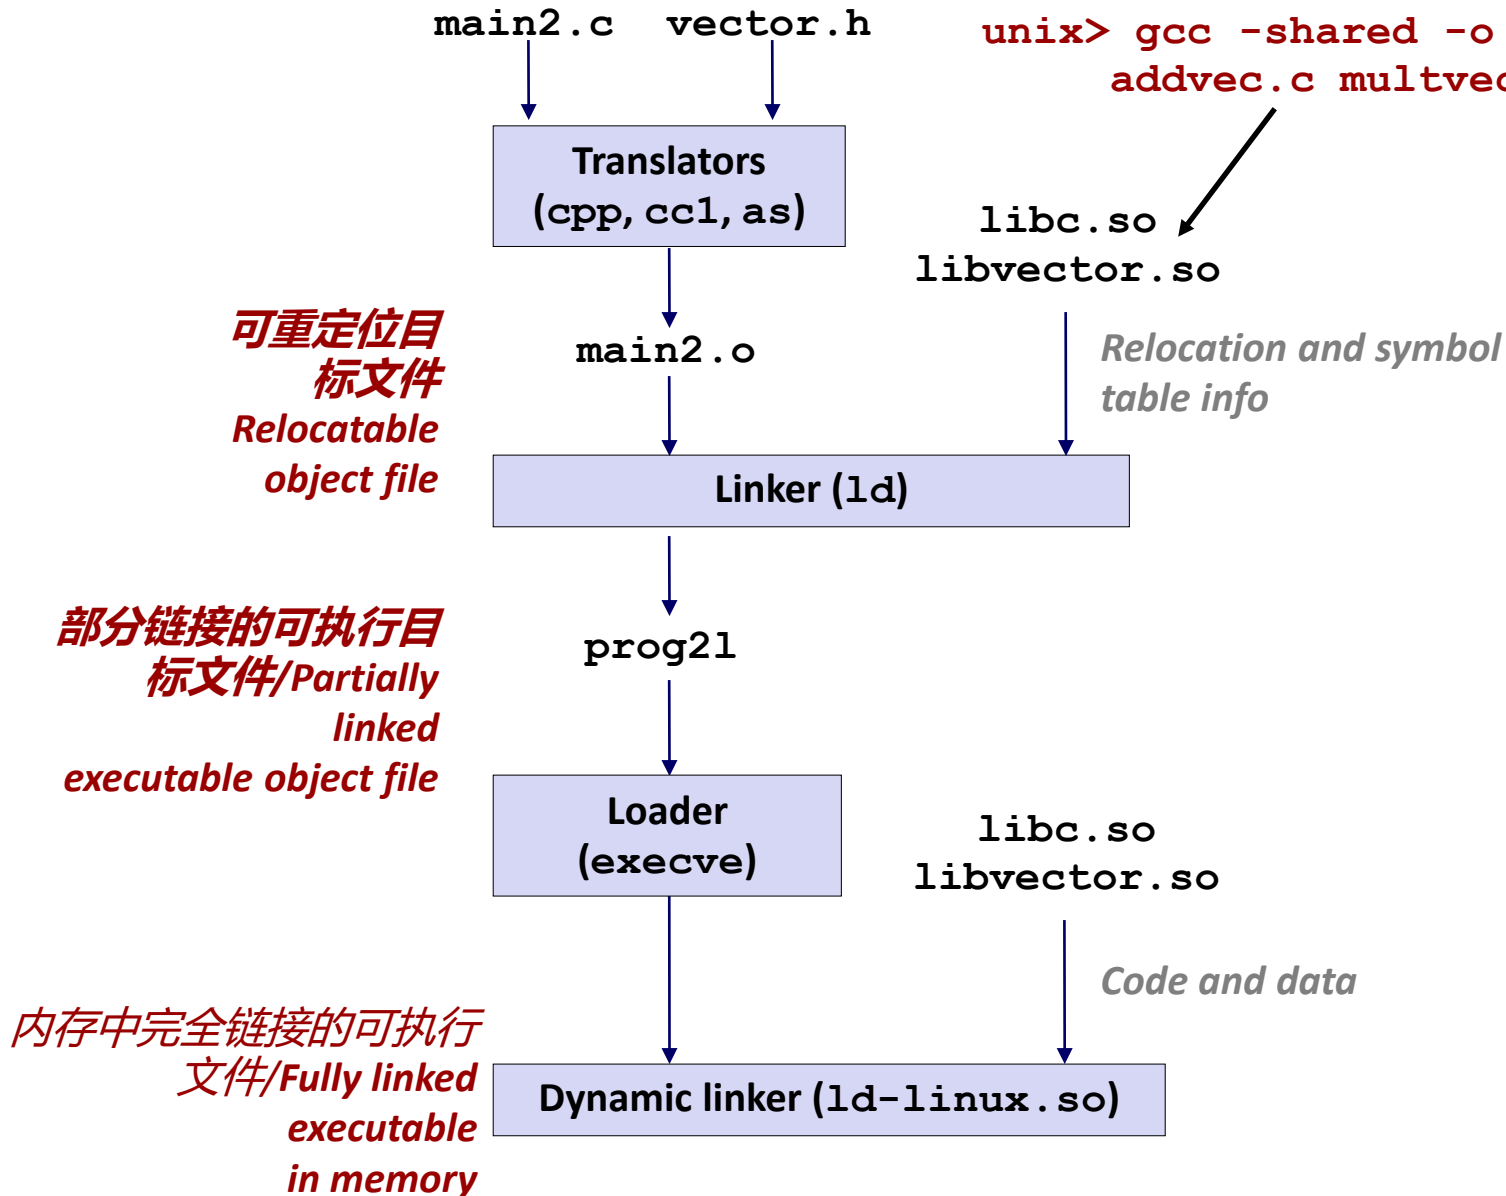 main2.c vector.h
unix> gcc -shared -o
addvec.c
Translators
(cpp, cc1, as)
libc.so
libvector.so
可重定位目
标文件
Relocatable
object file
main2.o
Relocation and symbol
table info
Linker (ld)
部分链接的可执行目
标文件/Partially
linked
executable object file
prog2l
Loader
(execve)
libc.so
libvector.so
Code and data
内存中完全链接的可执行
文件/Fully linked
executable
in memory
Dynamic linker (ld-linux.so)